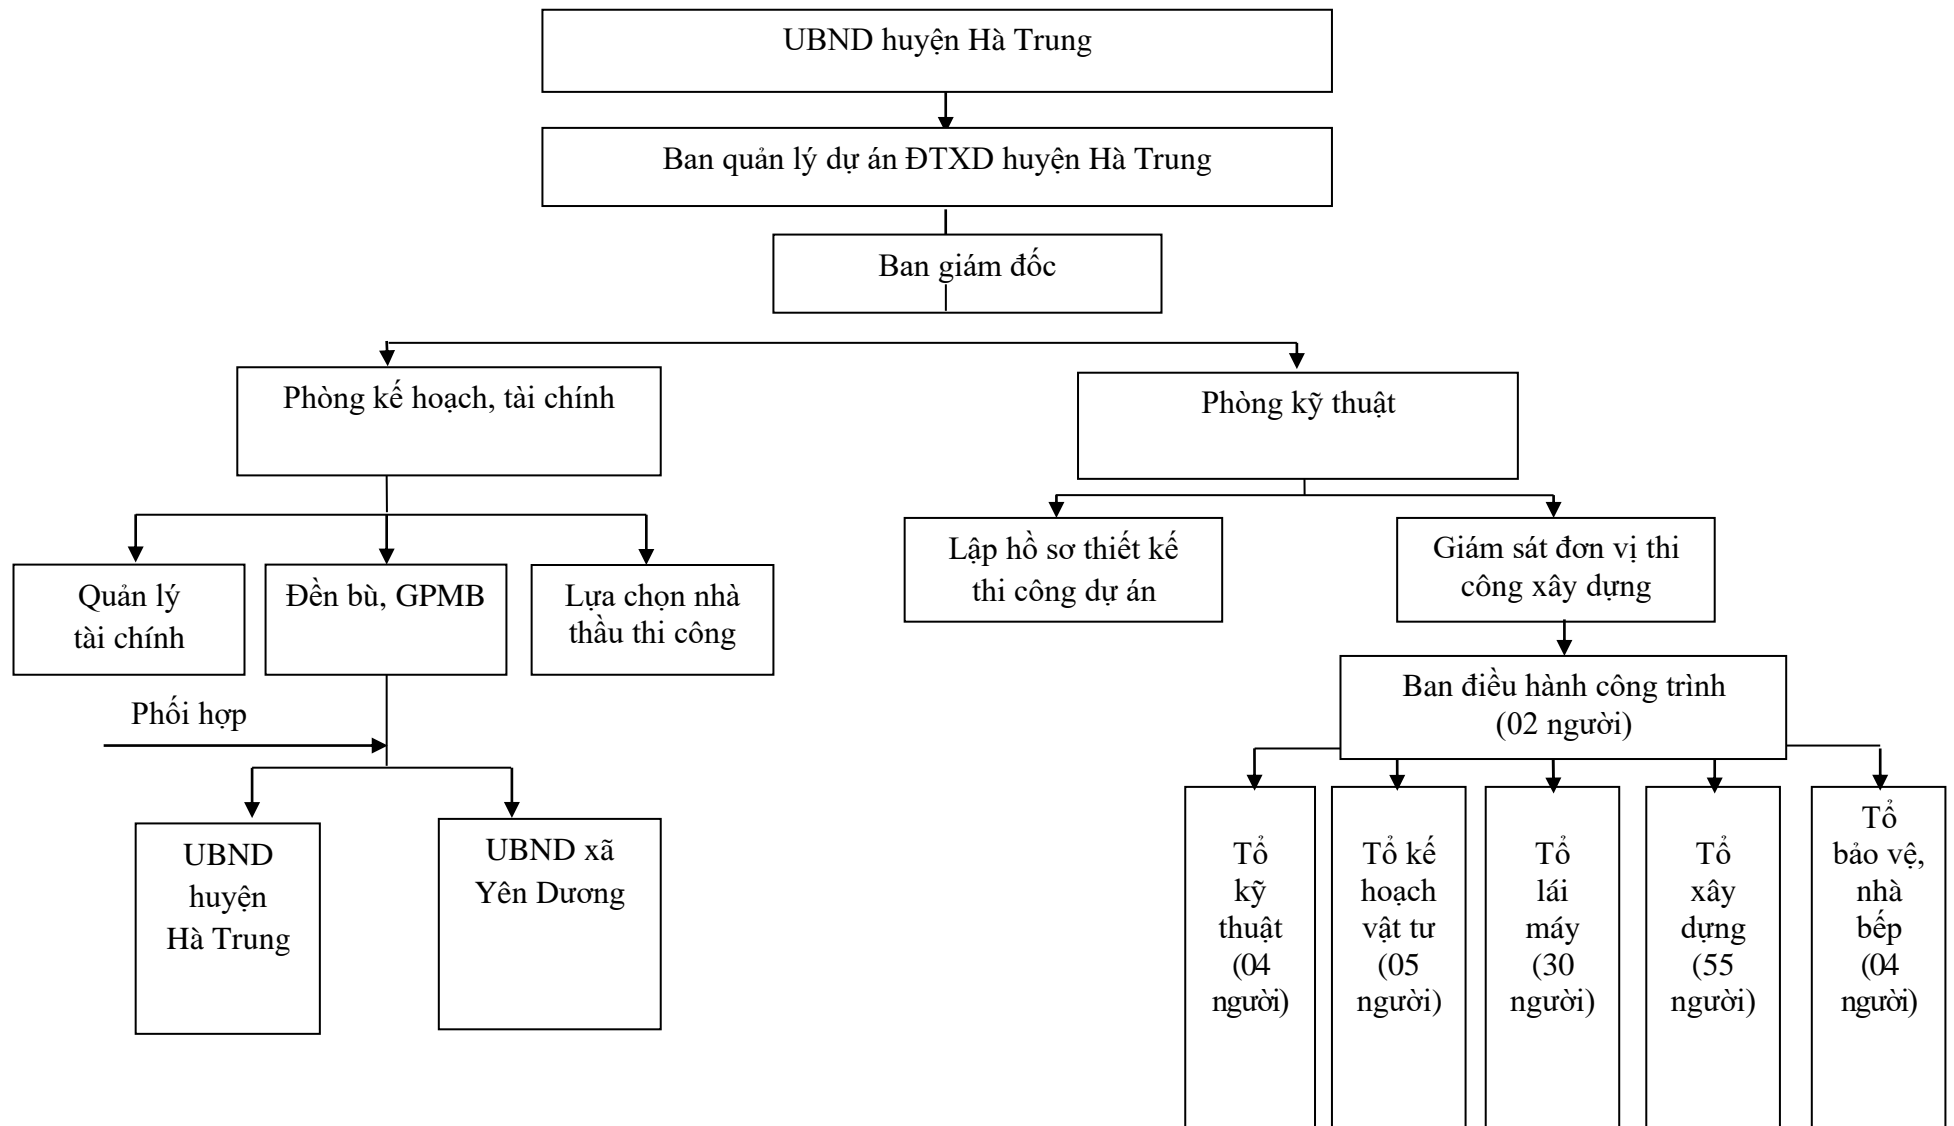 UBND huyện Hà Trung
Ban quản lý dự án ĐTXD huyện Hà Trung
Ban giám đốc
Phòng kế hoạch, tài chính
Phòng kỹ thuật
Quản lý
tài chính
Đền bù, GPMB
Lựa chọn nhà
thầu thi công
Lập hồ sơ thiết kế
thi công dự án
Giám sát đơn vị thi
công xây dựng
Phối hợp
Ban điều hành công trình
(02 người)
UBND
huyện
Hà Trung
UBND xã
Yên Dương
Tổ
kỹ
thuật
(04
người)
Tổ kế
hoạch
vật tư
(05
người)
Tổ
lái
máy
(30
người)
Tổ
xây
dựng
(55
người)
Tổ
bảo vệ,
nhà
bếp
(04
người)